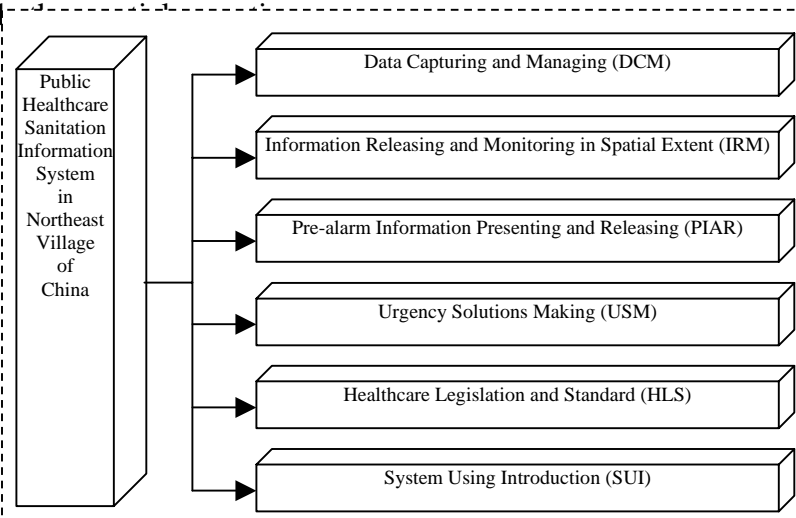 Public
Healthcare
Sanitation
Information
System
in
Northeast
Village
of
China
Data Capturing and Managing (DCM)
Information Releasing and Monitoring in Spatial Extent (IRM)
Pre-alarm Information Presenting and Releasing (PIAR)
Urgency Solutions Making (USM)
Healthcare Legislation and Standard (HLS)
System Using Introduction (SUI)